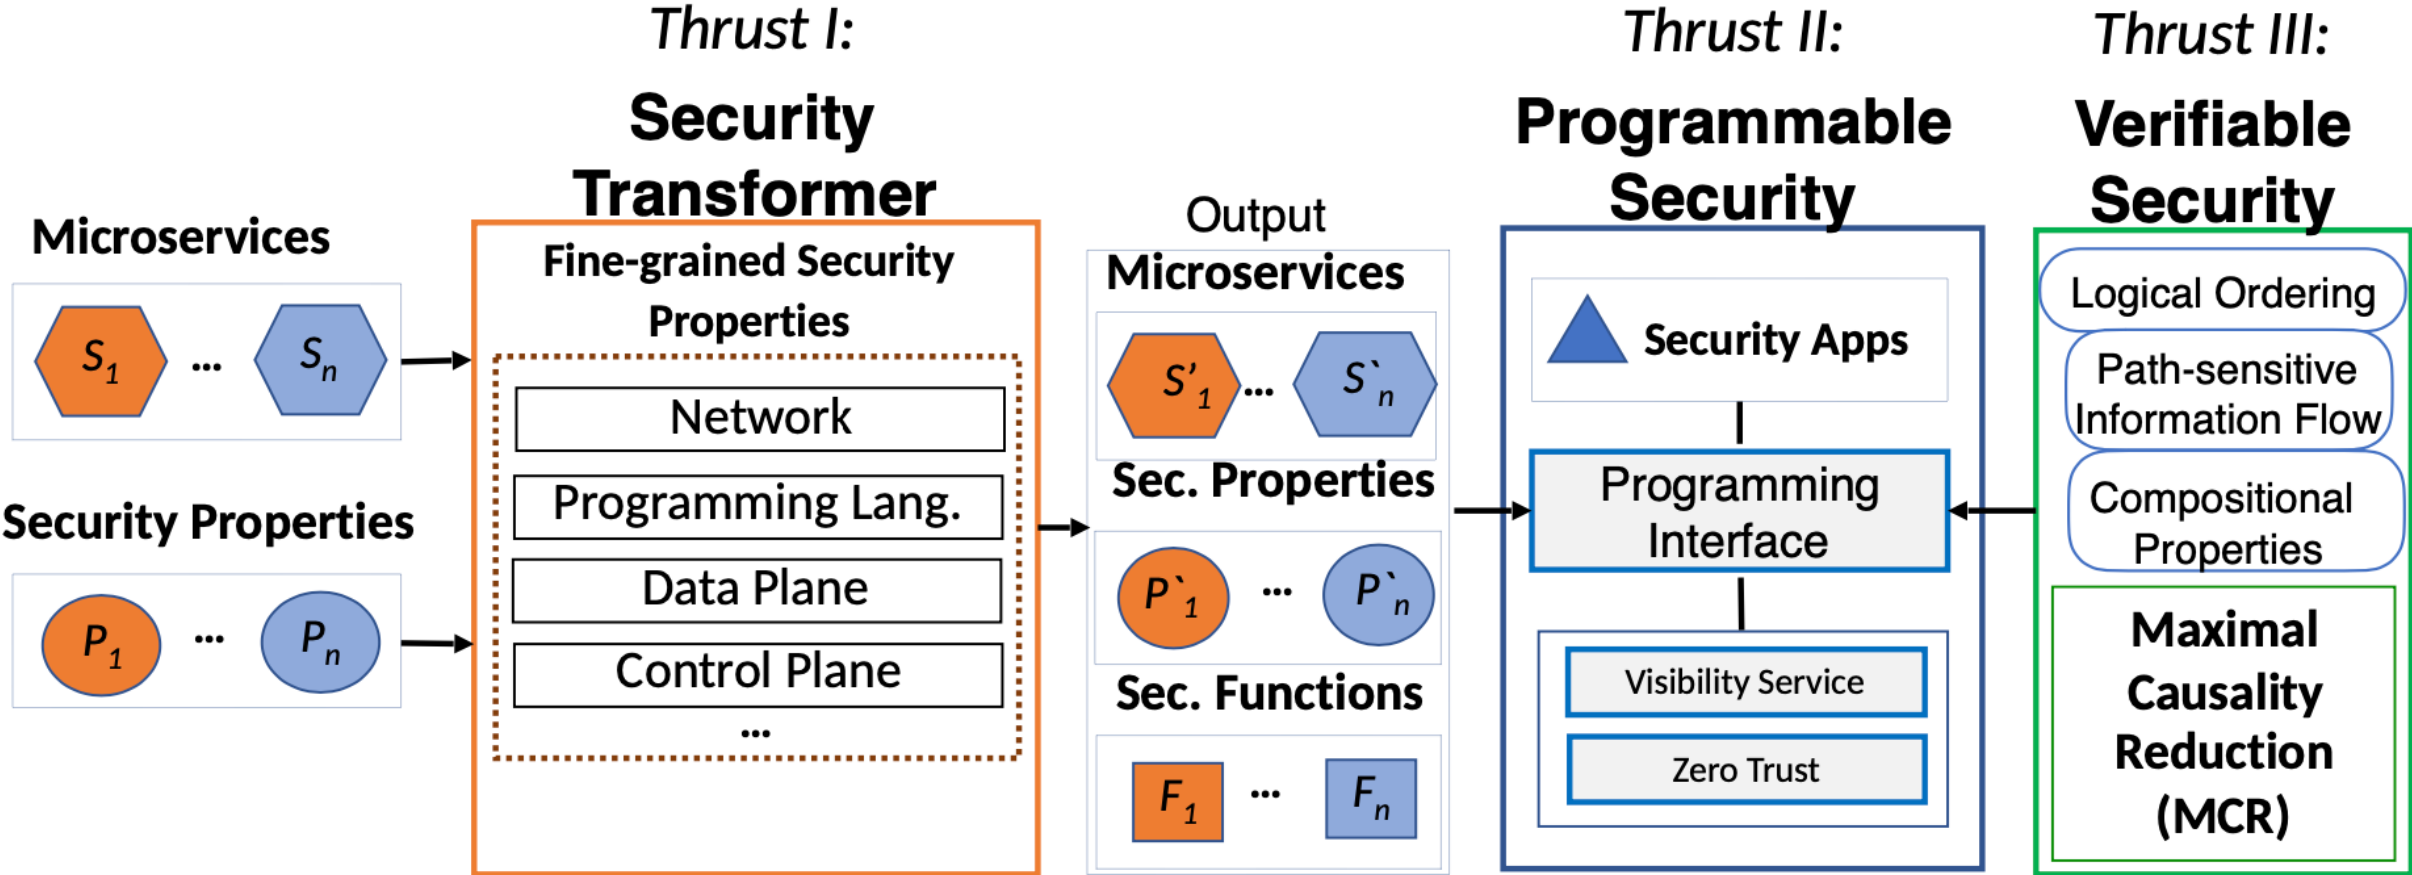 Thrust I:
Security
Transformer
Thrust II:
Programmable
Security
Thrust III:
Verifiable
Security
Microservices
S1 ... Sn
Security Properties
P1 ... Pn
Fine-grained Security
Properties
Network
Programming Lang.
Data Plane
Control Plane
...
Output
Microservices
S’1 ... S`n
Sec. Properties
P`1 ... P`n
Sec. Functions
F1 ... Fn
Security Apps
Programming
Interface
Visibility Service
Zero Trust
Logical Ordering
Path-sensitive
Information Flow
Compositional
Properties
Maximal
Causality
Reduction
(MCR)